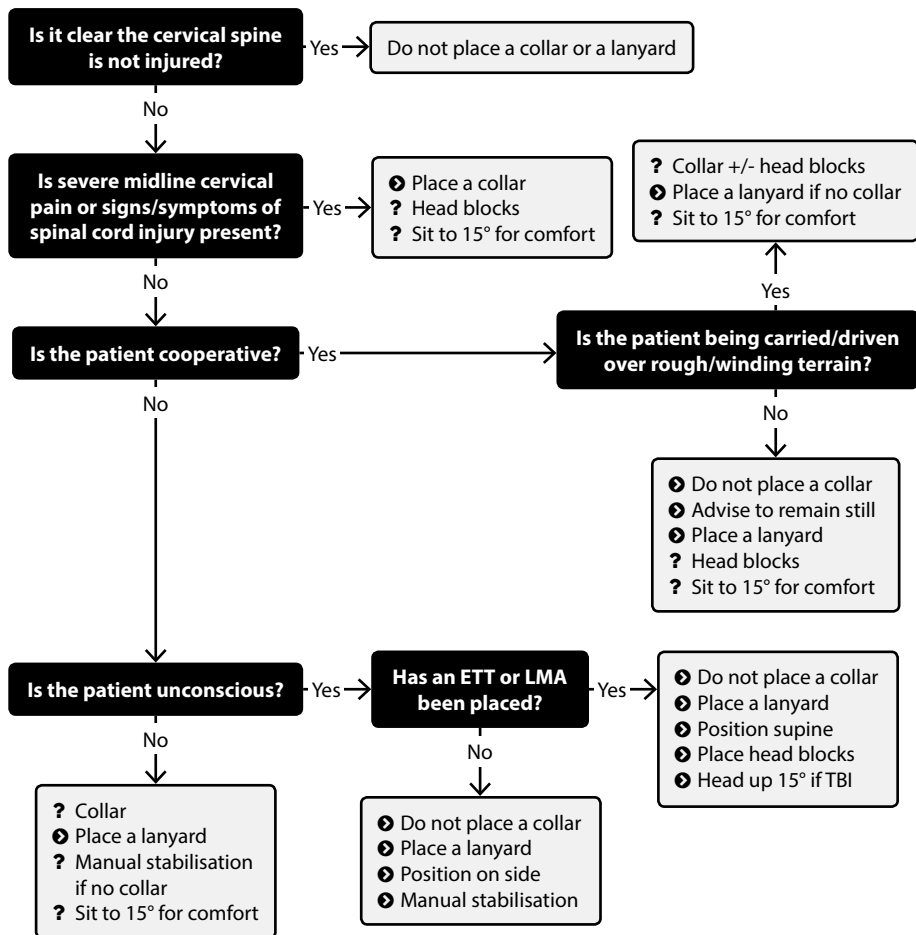 Is it clear the cervical spine
is not injured?
Yes
Do not place a collar or a lanyard
No
Is severe midline cervical
pain or signs/symptoms of
spinal cord injury present?
Yes
Place a collar
? Head blocks
? Sit to 15° for comfort
No
Is the patient cooperative?
Yes
Is the patient being carried/driven
over rough/winding terrain?
Yes
? Collar +/- head blocks
Place a lanyard if no collar
? Sit to 15° for comfort
No
Do not place a collar
Advise to remain still
Place a lanyard
? Head blocks
? Sit to 15° for comfort
No
Is the patient unconscious?
Yes
Has an ETT or LMA
been placed?
Yes
Do not place a collar
Place a lanyard
Position supine
Place head blocks
Head up 15° if TBI
No
Do not place a collar
Place a lanyard
Position on side
Manual stabilisation
No
? Collar
Place a lanyard
? Manual stabilisation
if no collar
? Sit to 15° for comfort